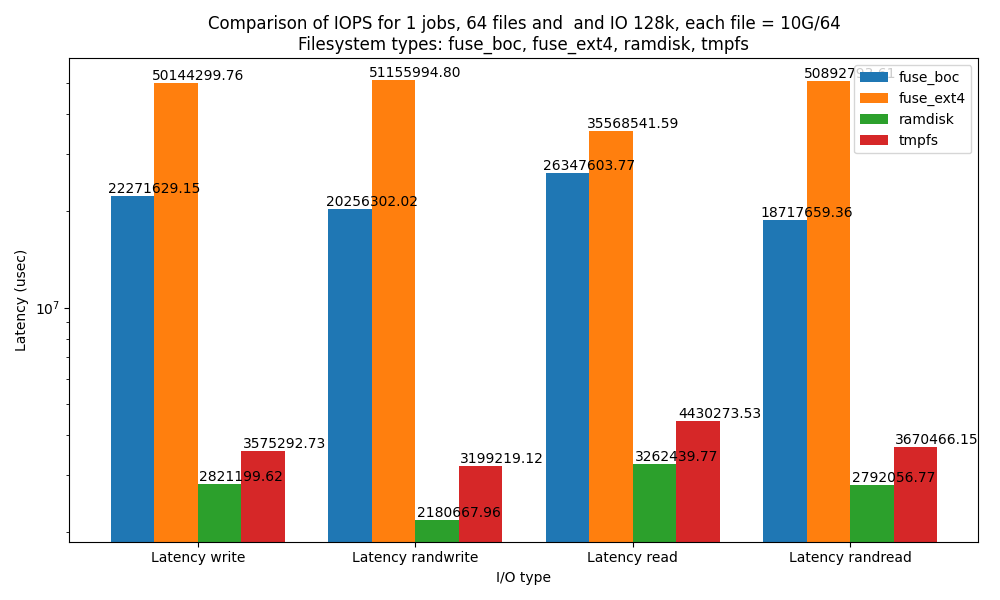 Comparison of IOPS for 1 jobs, 64 files and  and IO 128k, each file = 10G/64
Filesystem types: fuse_boc, fuse_ext4, ramdisk, tmpfs
fuse_boc
fuse_ext4
ramdisk
tmpfs
50144299.76
51155994.80
35568541.59
26347603.77
22271629.15
20256302.02
18717659.36
3575292.73
2821199.62
3199219.12
2180667.96
4430273.53
3262439.77
3670466.15
2792056.77
Latency (usec)
10^7
Latency write
Latency randwrite
Latency read
Latency randread
I/O type